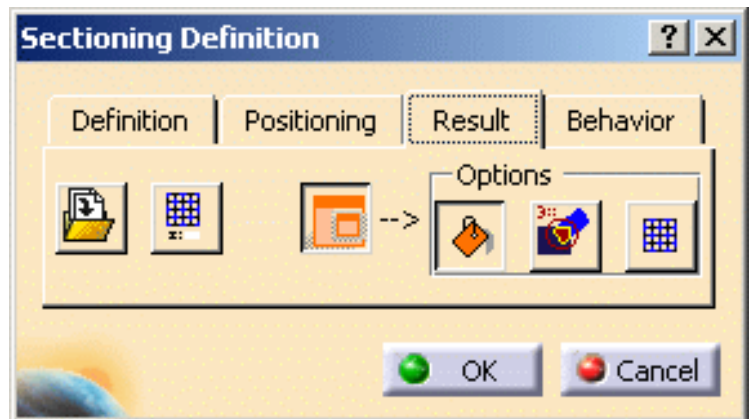 Sectioning Definition
Definition Positioning Result Behavior
Options
-->
OK Cancel